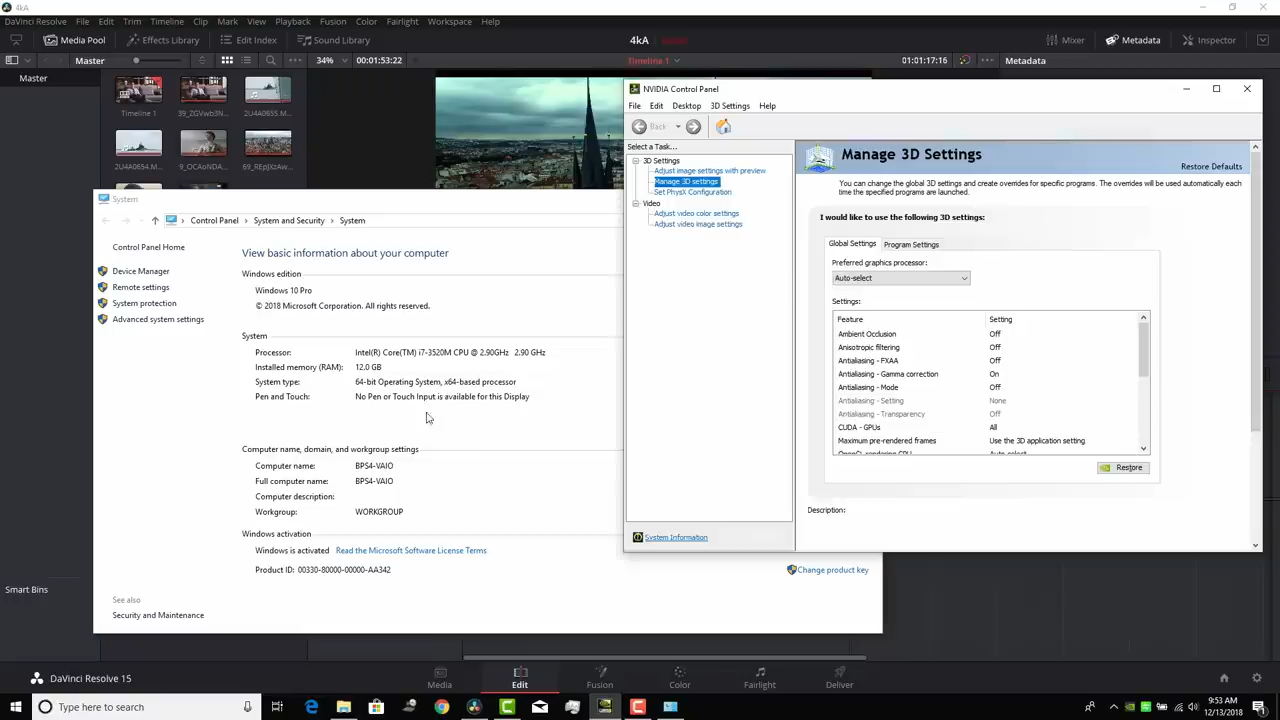 4kA
DaVinci Resolve File Edit Trim Timeline Clip Mark View Playback Fusion Color Fairlight Workspace Help
Media Pool Effects Library Edit Index Sound Library 4kA Mixer Metadata Inspector
Master 34% 00:01:53:22 Timeline 1 01:01:17:16 Metadata
Master
Timeline 1 39_ZGVwb3N... 2U4A0655.M...
2U4A0654.M... 9_OCAoNDA... 69_REpJXzAw...
Smart Bins
System
Control Panel System and Security System
Control Panel Home
Device Manager
Remote settings
System protection
Advanced system settings
View basic information about your computer
Windows edition
Windows 10 Pro
© 2018 Microsoft Corporation. All rights reserved.
System
Processor: Intel(R) Core(TM) i7-3520M CPU @ 2.90GHz 2.90 GHz
Installed memory (RAM): 12.0 GB
System type: 64-bit Operating System, x64-based processor
Pen and Touch: No Pen or Touch Input is available for this Display
Computer name, domain, and workgroup settings
Computer name: BPS4-VAIO
Full computer name: BPS4-VAIO
Computer description:
Workgroup: WORKGROUP
Windows activation
Windows is activated Read the Microsoft Software License Terms
Product ID: 00330-80000-00000-AA342
Change product key
See also
Security and Maintenance
NVIDIA Control Panel
File Edit Desktop 3D Settings Help
Back
Select a Task...
3D Settings
Adjust image settings with preview
Manage 3D settings
Set PhysX Configuration
Video
Adjust video color settings
Adjust video image settings
System Information
Manage 3D Settings
Restore Defaults
You can change the global 3D settings and create overrides for specific programs. The overrides will be used automatically each
time the specified programs are launched.
I would like to use the following 3D settings:
Global Settings Program Settings
Preferred graphics processor:
Auto-select
Settings:
Feature Setting
Ambient Occlusion Off
Anisotropic filtering Off
Antialiasing - FXAA Off
Antialiasing - Gamma correction On
Antialiasing - Mode Off
Antialiasing - Setting None
Antialiasing - Transparency Off
CUDA - GPUs All
Maximum pre-rendered frames Use the 3D application setting
OpenGL rendering GPU Auto-select
Restore
Description:
DaVinci Resolve 15
Media Edit Fusion Color Fairlight Deliver
Type here to search
9:53 AM
12/13/2018